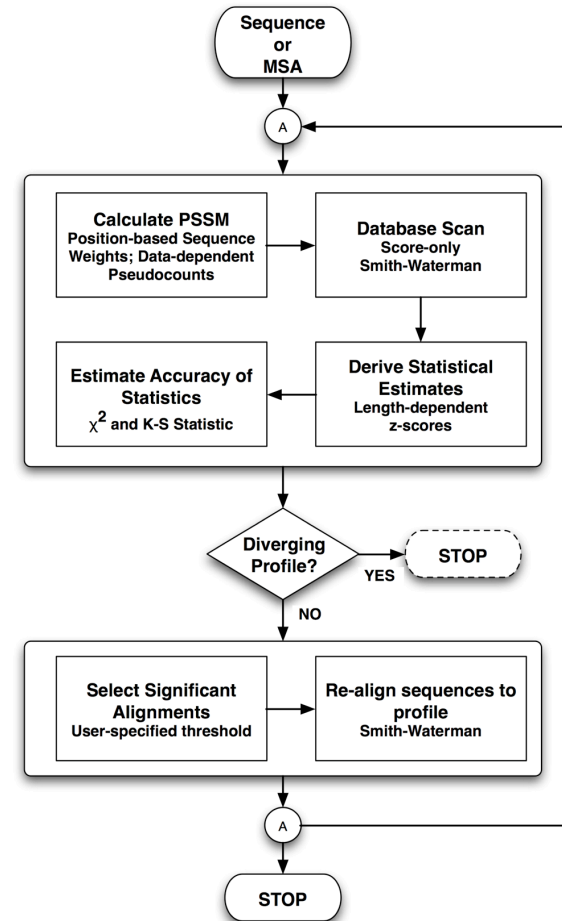 Sequence
or
MSA
A
Calculate PSSM
Position-based Sequence
Weights; Data-dependent
Pseudocounts
Database Scan
Score-only
Smith-Waterman
Estimate Accuracy of
Statistics
χ² and K-S Statistic
Derive Statistical
Estimates
Length-dependent
z-scores
Diverging
Profile?
YES
STOP
NO
Select Significant
Alignments
User-specified threshold
Re-align sequences to
profile
Smith-Waterman
A
STOP